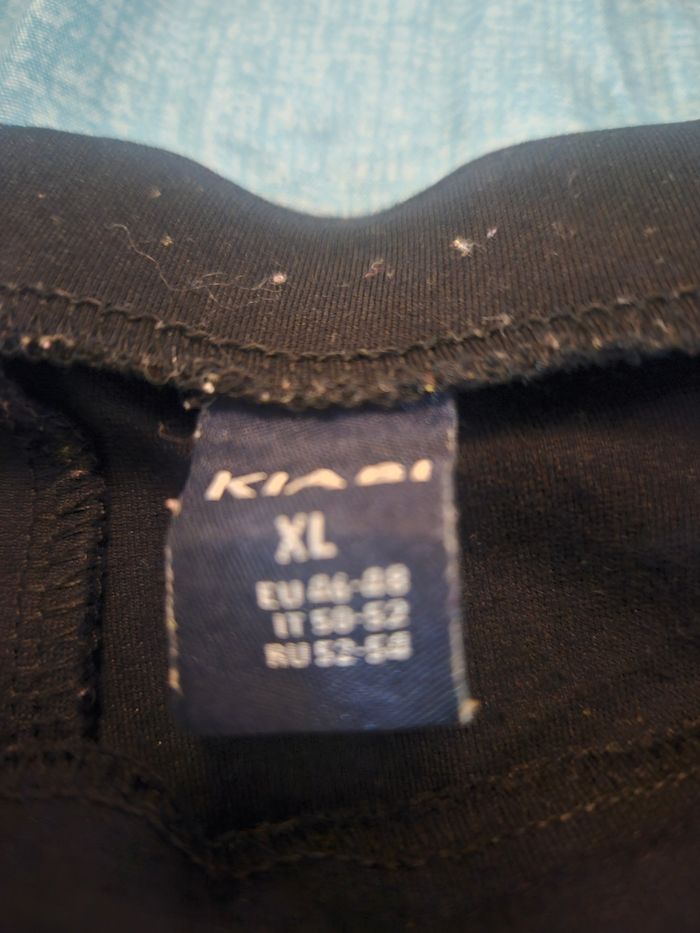 KIABI
XL
EU 46-48
IT 50-52
RU 52-54